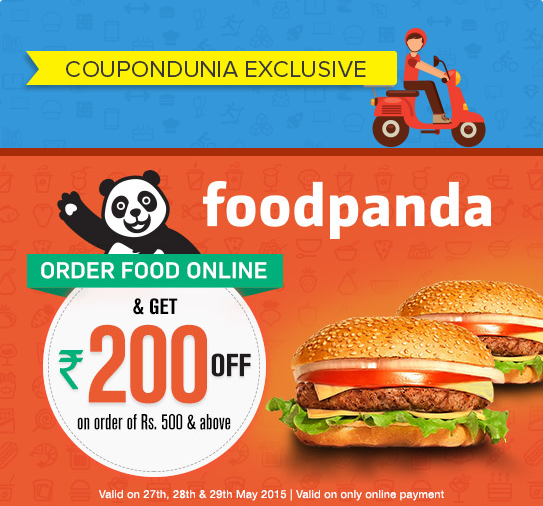 COUPONDUNIA EXCLUSIVE
foodpanda
ORDER FOOD ONLINE
& GET
₹200 OFF
on order of Rs. 500 & above
Valid on 27th, 28th & 29th May 2015 | Valid on only online payment